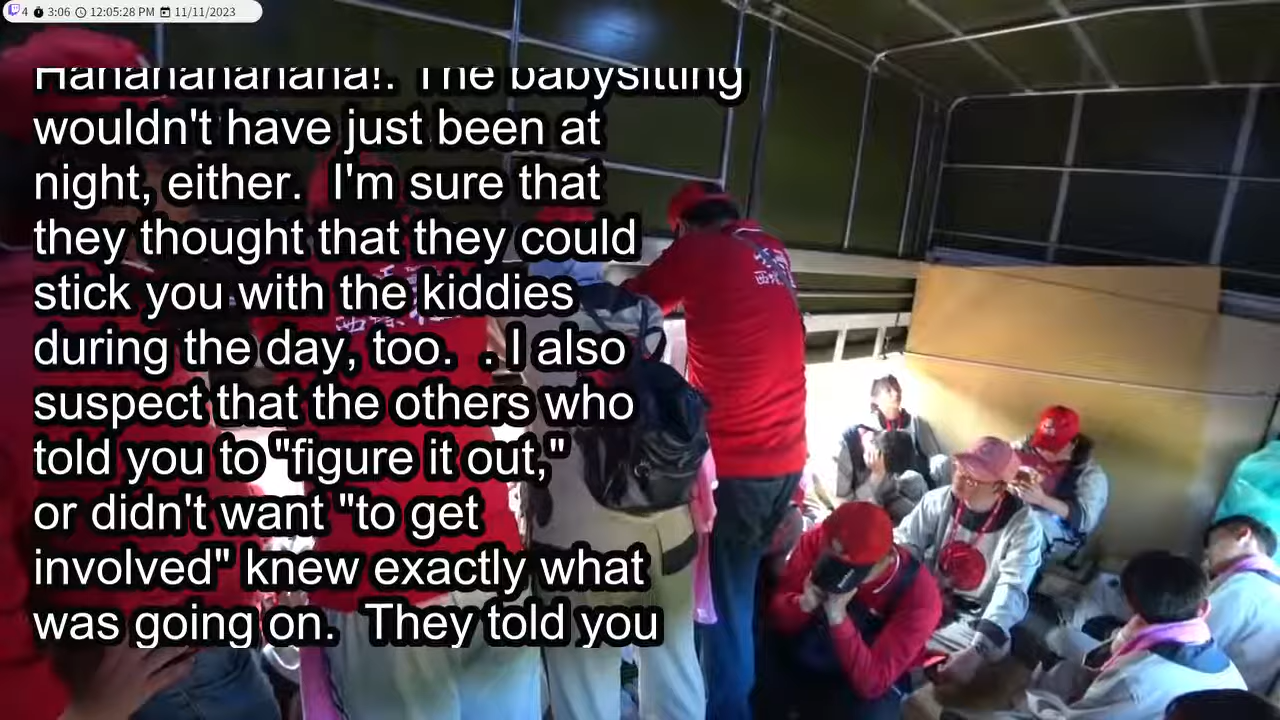 4 3:06 12:05:28 PM 11/11/2023
Hahahahahaha!. The babysitting
wouldn't have just been at
night, either. I'm sure that
they thought that they could
stick you with the kiddies
during the day, too. . I also
suspect that the others who
told you to "figure it out,"
or didn't want "to get
involved" knew exactly what
was going on. They told you